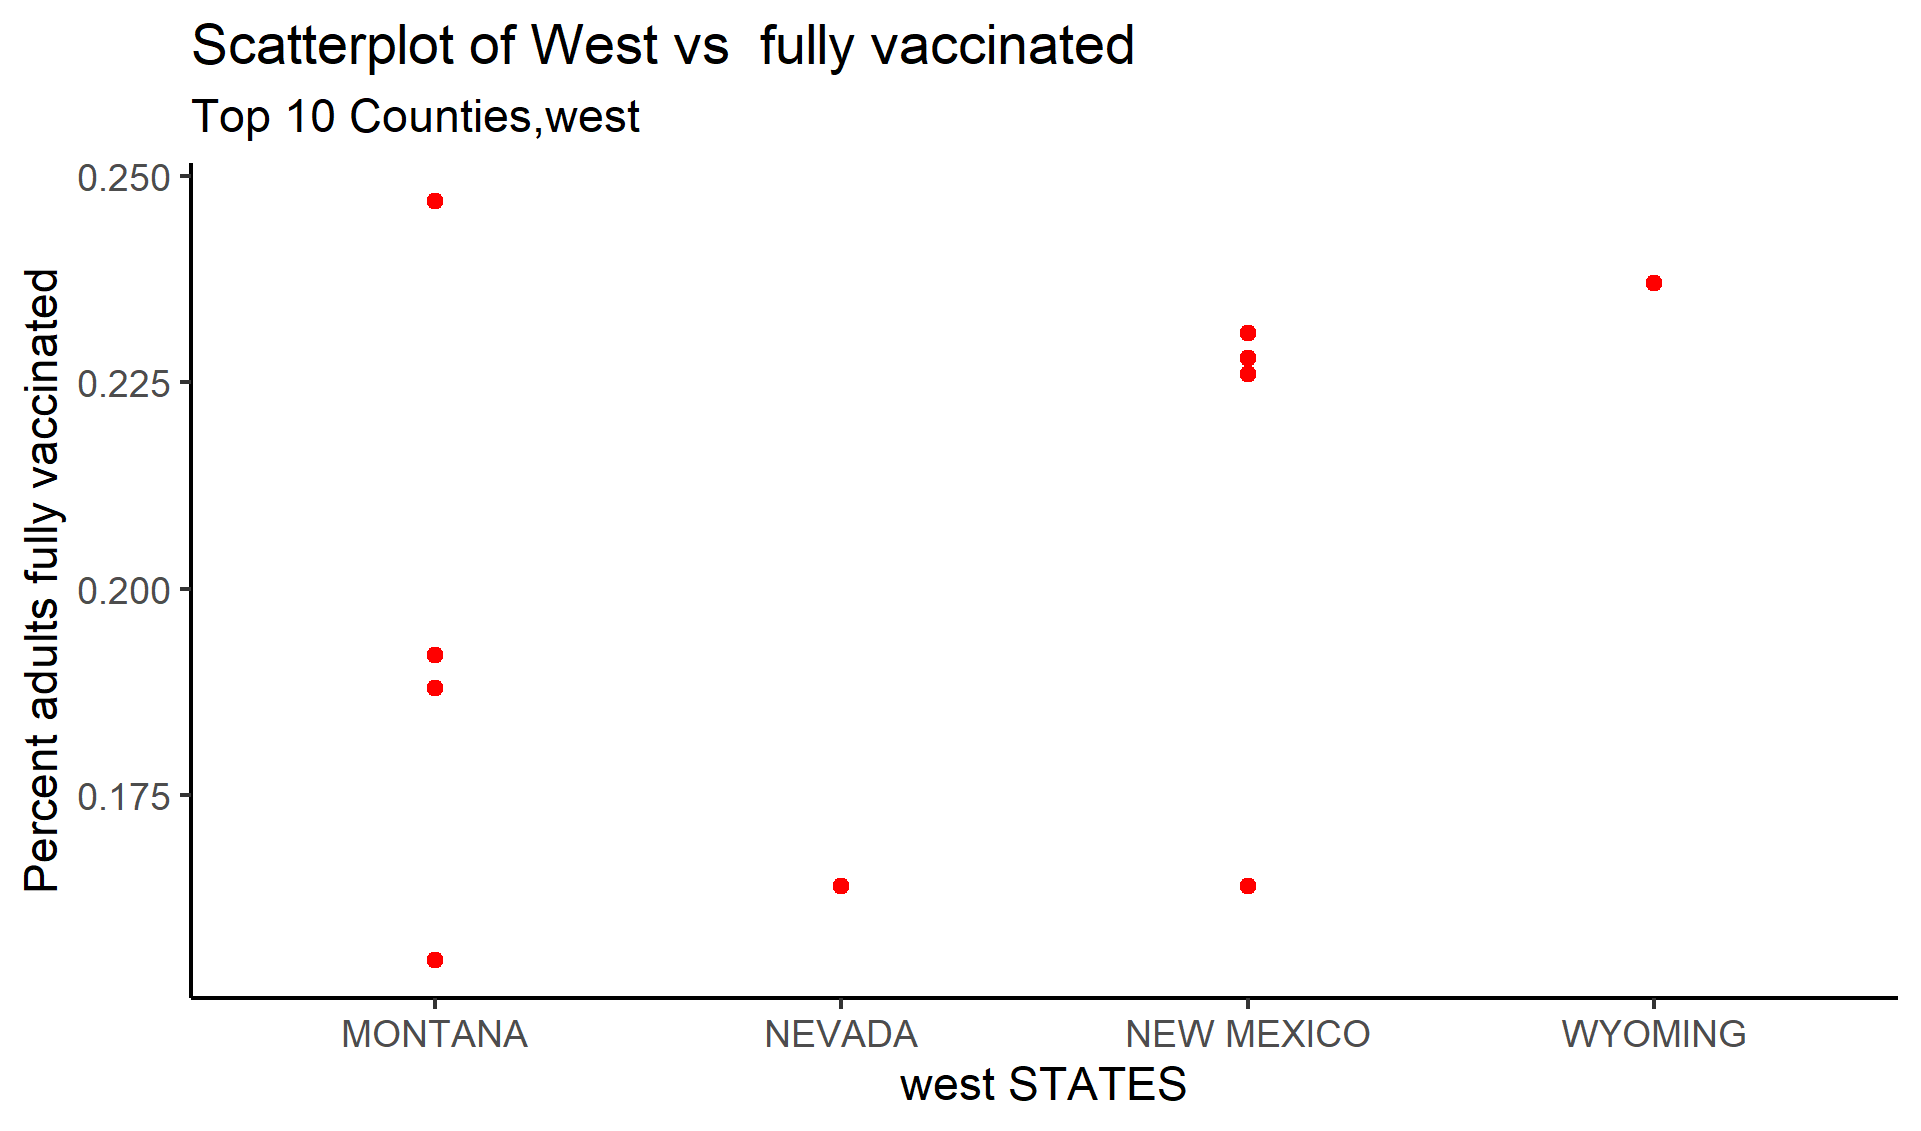 Scatterplot of West vs  fully vaccinated
Top 10 Counties,west
Percent adults fully vaccinated
0.250
0.225
0.200
0.175
MONTANA NEVADA NEW MEXICO WYOMING
west STATES